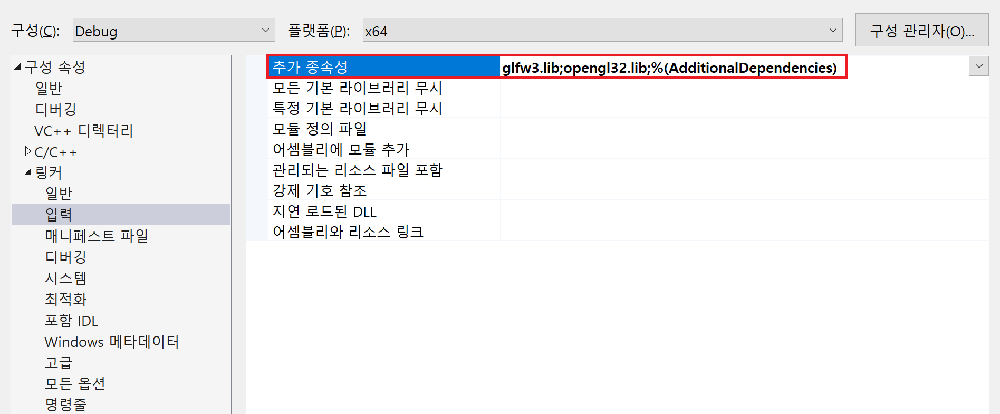 구성(C): Debug 플랫폼(P): x64 구성 관리자(O)...
구성 속성
일반
디버깅
VC++ 디렉터리
C/C++
링커
일반
입력
매니페스트 파일
디버깅
시스템
최적화
포함 IDL
Windows 메타데이터
고급
모든 옵션
명령줄
추가 종속성 glfw3.lib;opengl32.lib;%(AdditionalDependencies)
모든 기본 라이브러리 무시
특정 기본 라이브러리 무시
모듈 정의 파일
어셈블리에 모듈 추가
관리되는 리소스 파일 포함
강제 기호 참조
지연 로드된 DLL
어셈블리와 리소스 링크